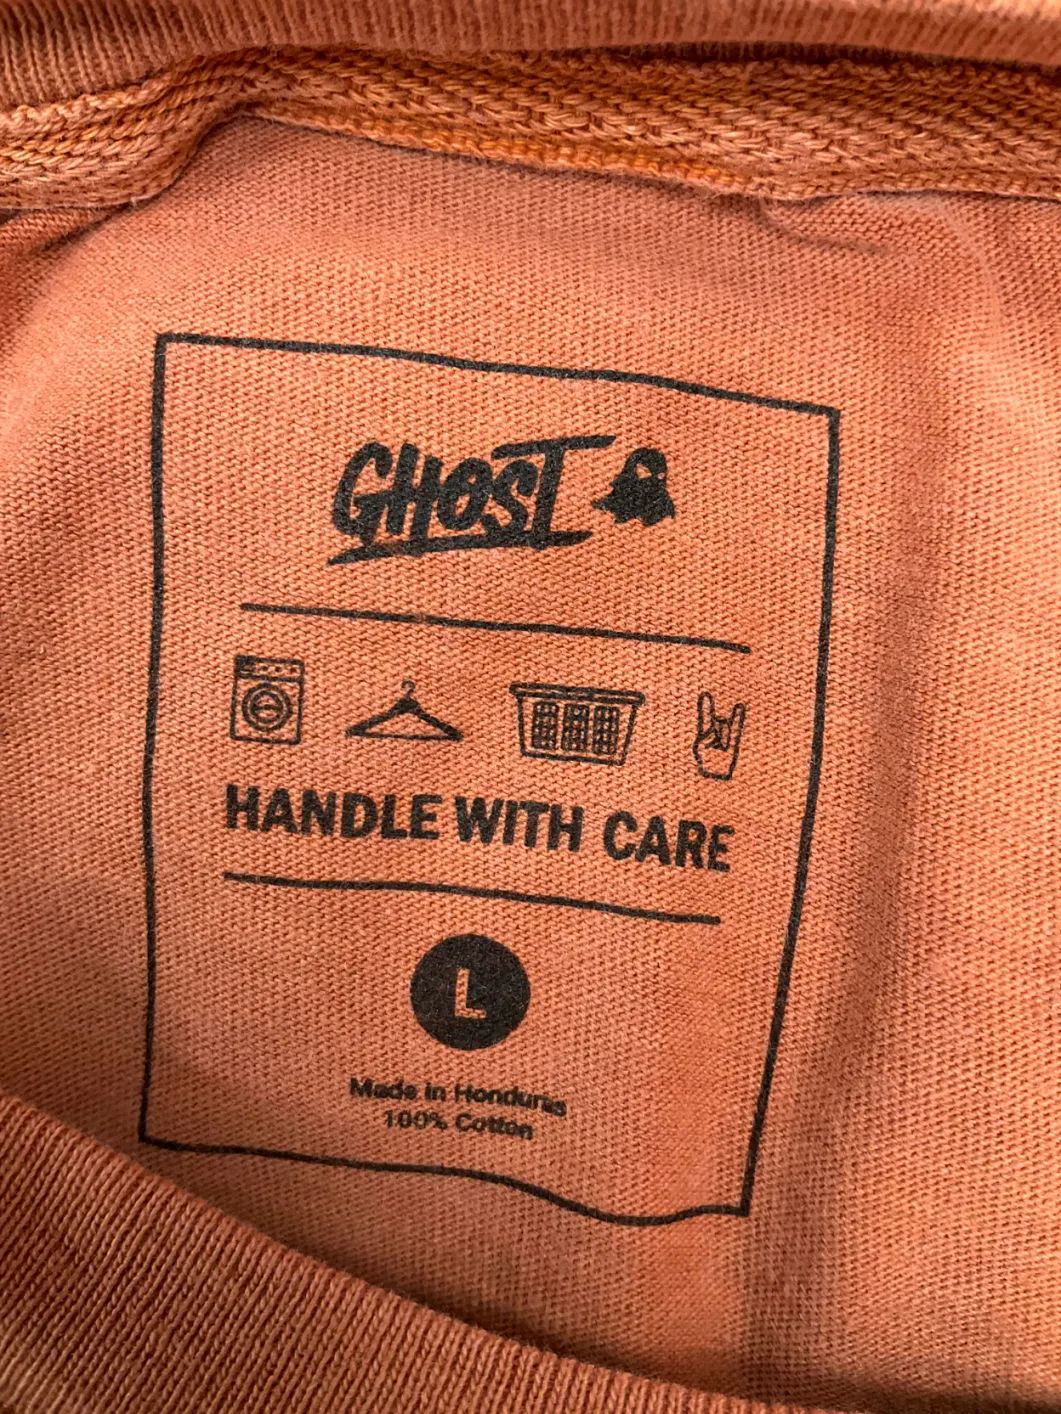 GHOST
HANDLE WITH CARE
L
Made in Honduras
100% Cotton